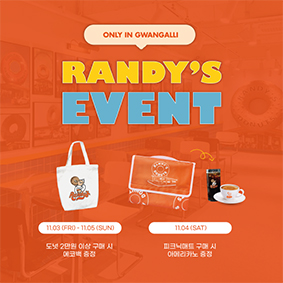 ONLY IN GWANGALLI
RANDY'S
EVENT
11.03 (FRI) - 11.05 (SUN)
11.04 (SAT)
도넛 2만원 이상 구매 시
에코백 증정
피크닉매트 구매 시
아메리카노 증정